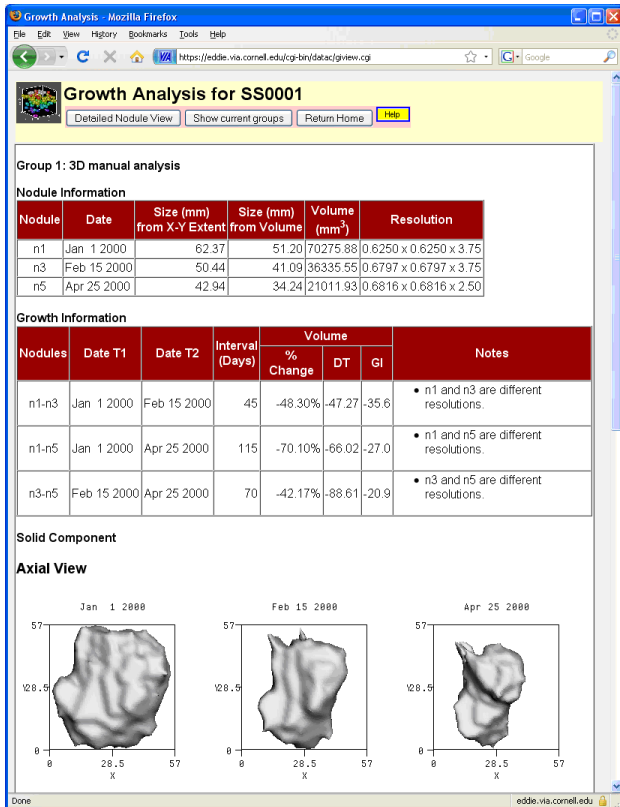 Growth Analysis - Mozilla Firefox
File Edit View History Bookmarks Tools Help
VIA https://eddie.via.cornell.edu/cgi-bin/datac/giview.cgi G Google
Growth Analysis for SS0001
Detailed Nodule View Show current groups Return Home Help
Group 1: 3D manual analysis
Nodule Information
Nodule Date Size (mm) from X-Y Extent Size (mm) from Volume Volume (mm3) Resolution
n1 Jan 1 2000 62.37 51.20 70275.88 0.6250 x 0.6250 x 3.75
n3 Feb 15 2000 50.44 41.09 36335.55 0.6797 x 0.6797 x 3.75
n5 Apr 25 2000 42.94 34.24 21011.93 0.6816 x 0.6816 x 2.50
Growth Information
Nodules Date T1 Date T2 Interval (Days) Volume Notes
% Change DT GI
n1-n3 Jan 1 2000 Feb 15 2000 45 -48.30% -47.27 -35.6 • n1 and n3 are different resolutions.
n1-n5 Jan 1 2000 Apr 25 2000 115 -70.10% -66.02 -27.0 • n1 and n5 are different resolutions.
n3-n5 Feb 15 2000 Apr 25 2000 70 -42.17% -88.61 -20.9 • n3 and n5 are different resolutions.
Solid Component
Axial View
Jan 1 2000 Feb 15 2000 Apr 25 2000
57 57 57
28.5 28.5 28.5
0 0 0
0 28.5 57 0 28.5 57 0 28.5 57
X X X
Done eddie.via.cornell.edu